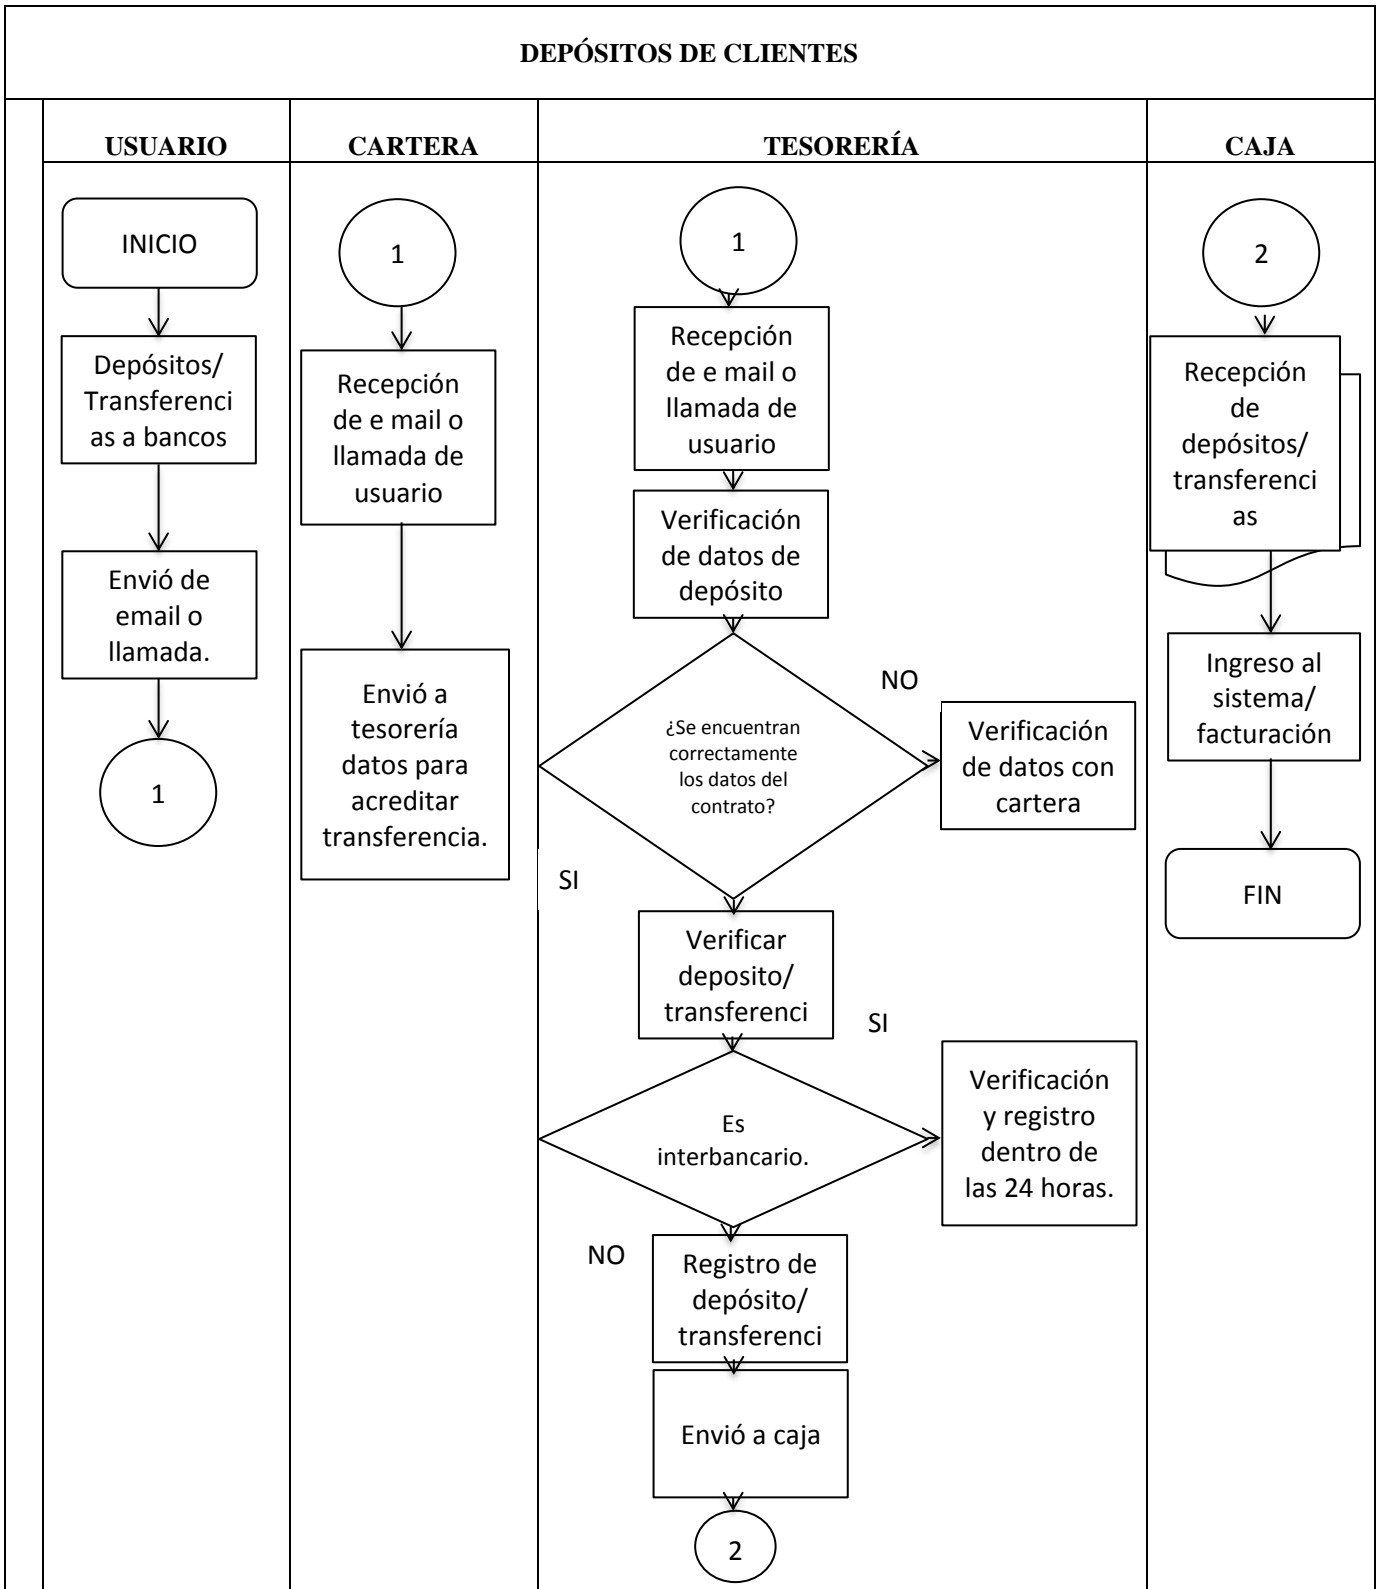 DEPÓSITOS DE CLIENTES
USUARIO
CARTERA
TESORERÍA
CAJA
INICIO
Depósitos/
Transferenci
as a bancos
Envió de
email o
llamada.
1
1
Recepción
de e mail o
llamada de
usuario
Envió a
tesorería
datos para
acreditar
transferencia.
1
Recepción
de e mail o
llamada de
usuario
Verificación
de datos de
depósito
¿Se encuentran
correctamente
los datos del
contrato?
NO
Verificación
de datos con
cartera
SI
Verificar
deposito/
transferenci
SI
Es
interbancario.
Verificación
y registro
dentro de
las 24 horas.
NO
Registro de
depósito/
transferenci
Envió a caja
2
2
Recepción
de
depósitos/
transferenci
as
Ingreso al
sistema/
facturación
FIN